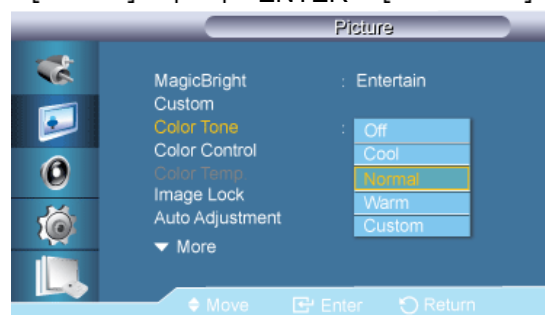 ENTER
Picture
MagicBright : Entertain
Custom
Color Tone : Off
Color Control Cool
Color Temp. Normal
Image Lock Warm
Auto Adjustment Custom
More
Move Enter Return